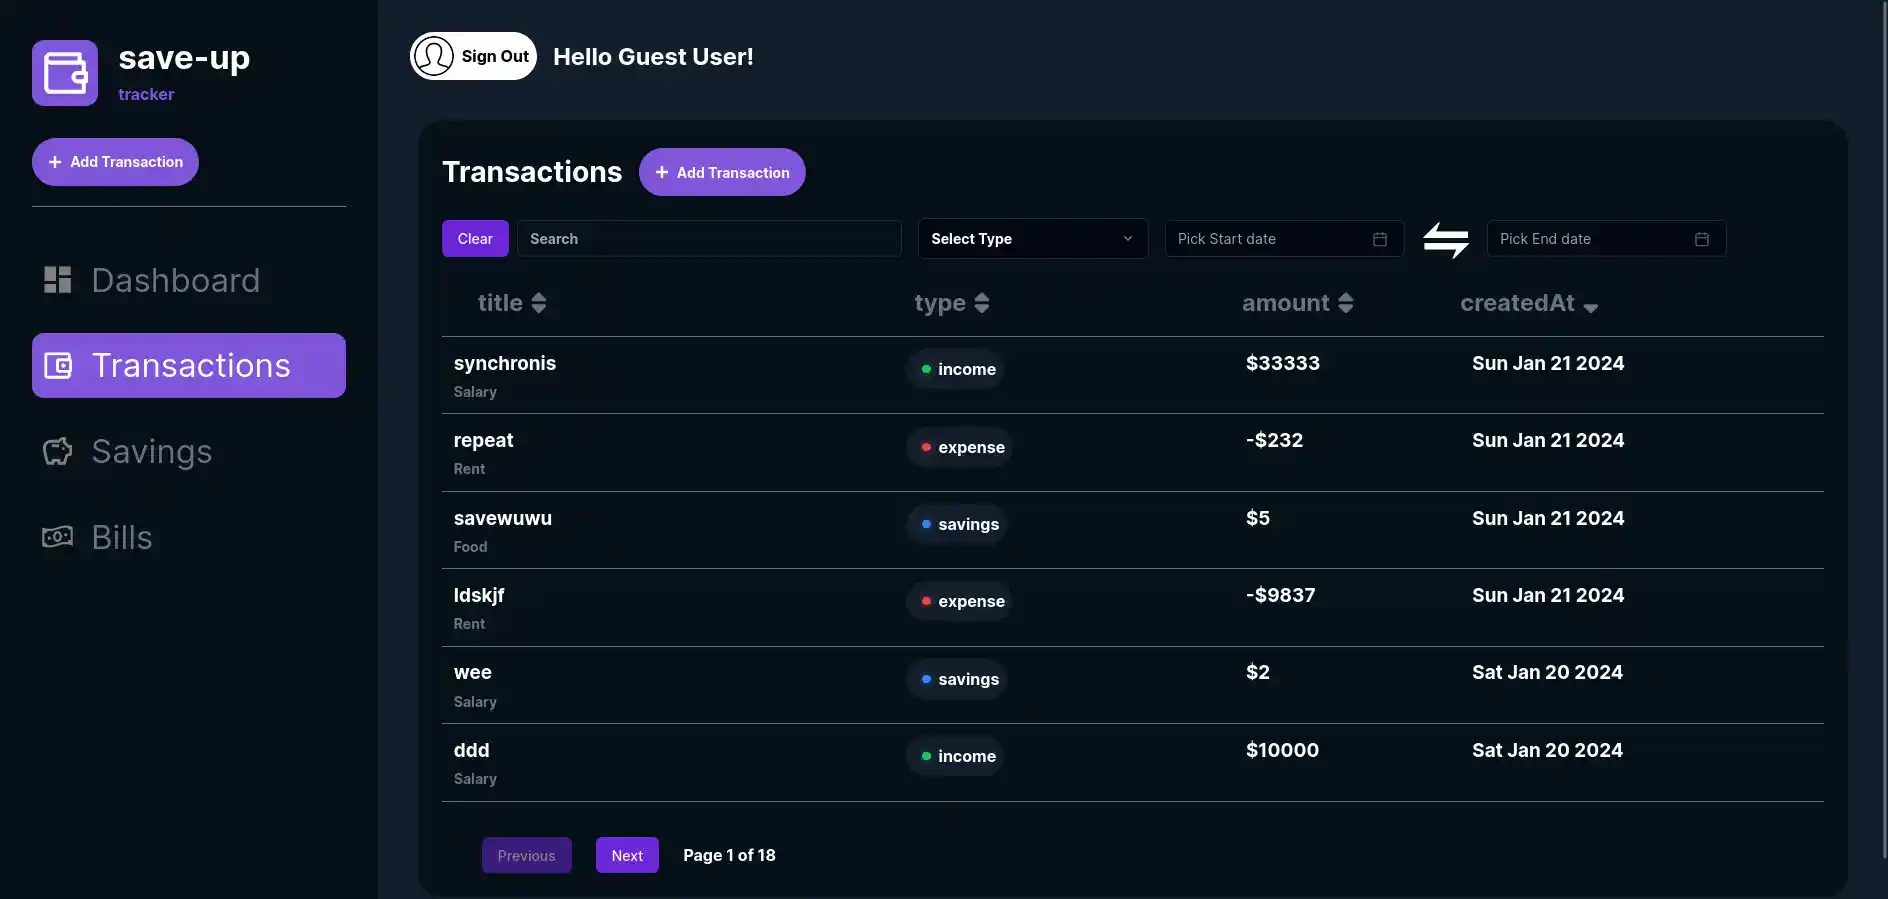 save-up
tracker
Add Transaction
Dashboard
Transactions
Savings
Bills
Sign Out Hello Guest User!
Transactions Add Transaction
Clear Search Select Type Pick Start date Pick End date
title type amount createdAt
synchronis income $33333 Sun Jan 21 2024
Salary
repeat expense -$232 Sun Jan 21 2024
Rent
savewuwu savings $5 Sun Jan 21 2024
Food
ldskjf expense -$9837 Sun Jan 21 2024
Rent
wee savings $2 Sat Jan 20 2024
Salary
ddd income $10000 Sat Jan 20 2024
Salary
Previous Next Page 1 of 18